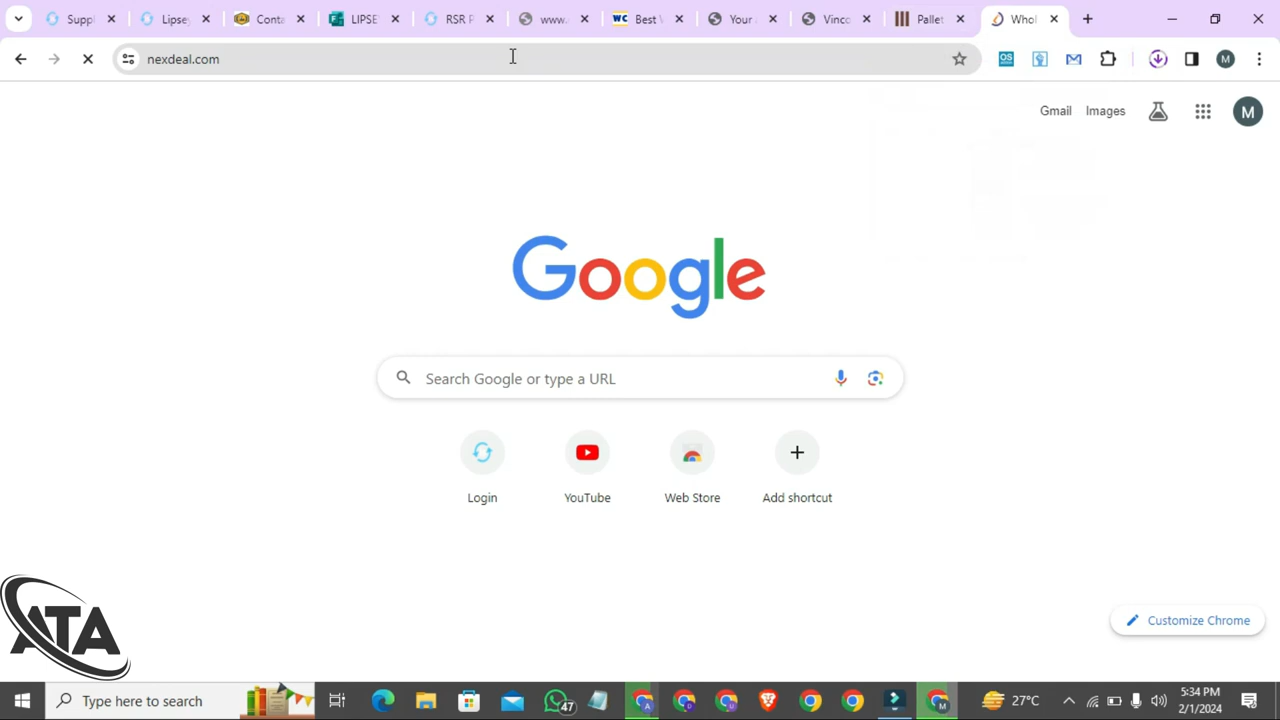 Suppl
Lipse
Conta
LIPSE
RSR P
www.
Best
Your
Vinco
Pallet
Whol
nexdeal.com
M
Gmail
Images
M
Google
Search Google or type a URL
Login
YouTube
Web Store
Add shortcut
Customize Chrome
ATA
Type here to search
47
27°C
5:34 PM
2/1/2024